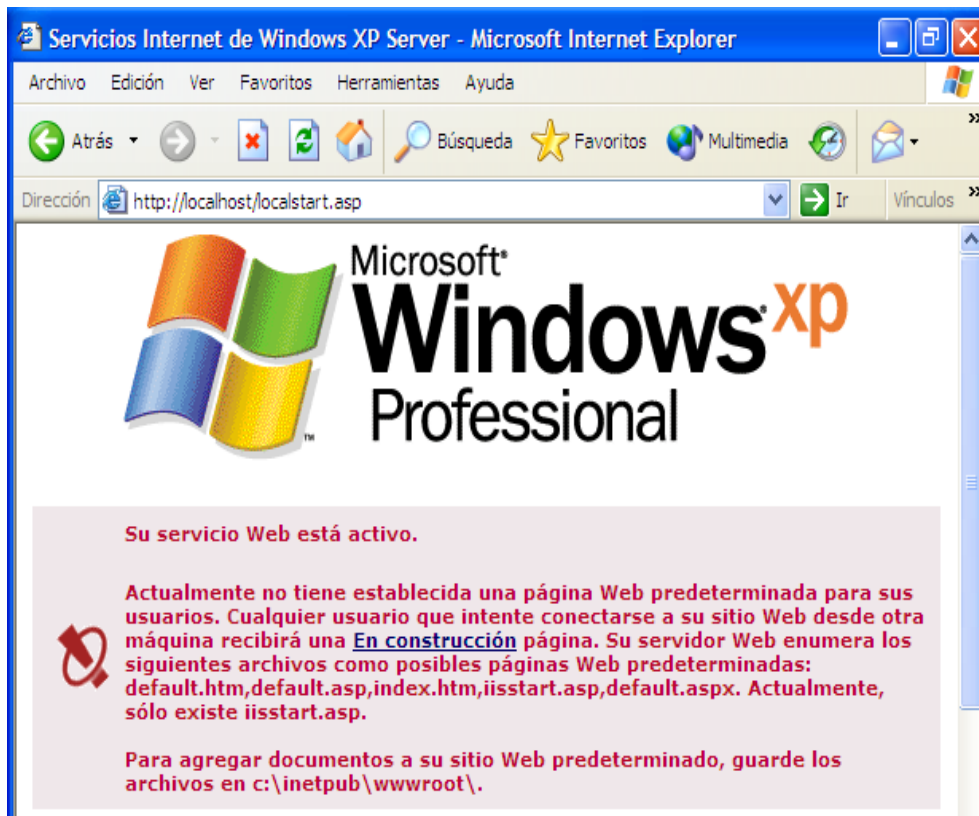 Servicios Internet de Windows XP Server - Microsoft Internet Explorer
Archivo Edición Ver Favoritos Herramientas Ayuda
Atrás Búsqueda Favoritos Multimedia
Dirección http://localhost/localstart.asp Ir Vínculos
Microsoft
Windows xp
Professional
Su servicio Web está activo.
Actualmente no tiene establecida una página Web predeterminada para sus
usuarios. Cualquier usuario que intente conectarse a su sitio Web desde otra
máquina recibirá una En construcción página. Su servidor Web enumera los
siguientes archivos como posibles páginas Web predeterminadas:
default.htm,default.asp,index.htm,iisstart.asp,default.aspx. Actualmente,
sólo existe iisstart.asp.
Para agregar documentos a su sitio Web predeterminado, guarde los
archivos en c:\inetpub\wwwroot\.